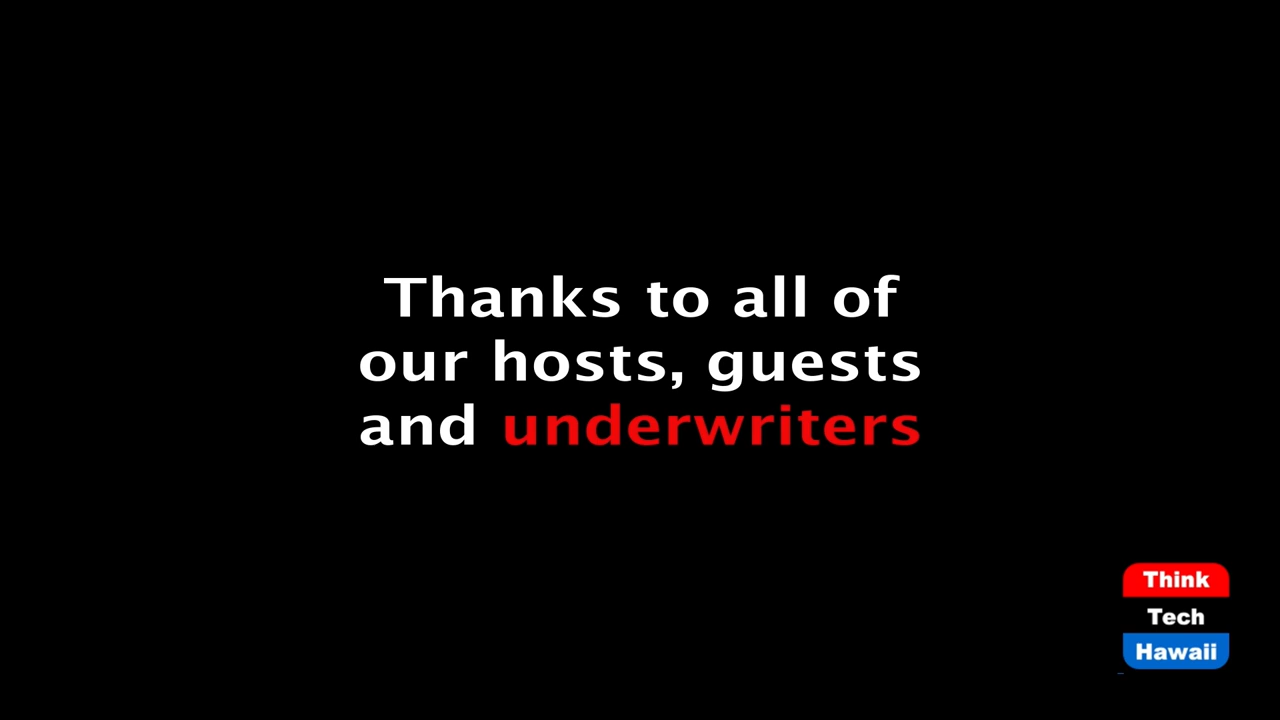 Thanks to all of
our hosts, guests
and underwriters
Think
Tech
Hawaii